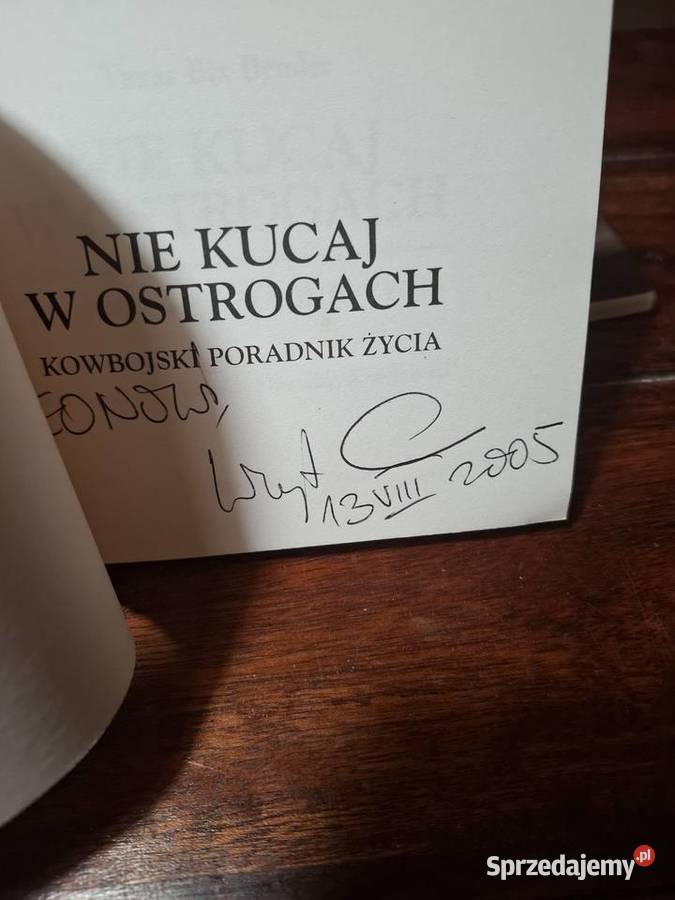 NIE KUCAJ
W OSTROGACH
KOWBOJSKI PORADNIK ŻYCIA
13 VIII 2005
Sprzedajemy.pl